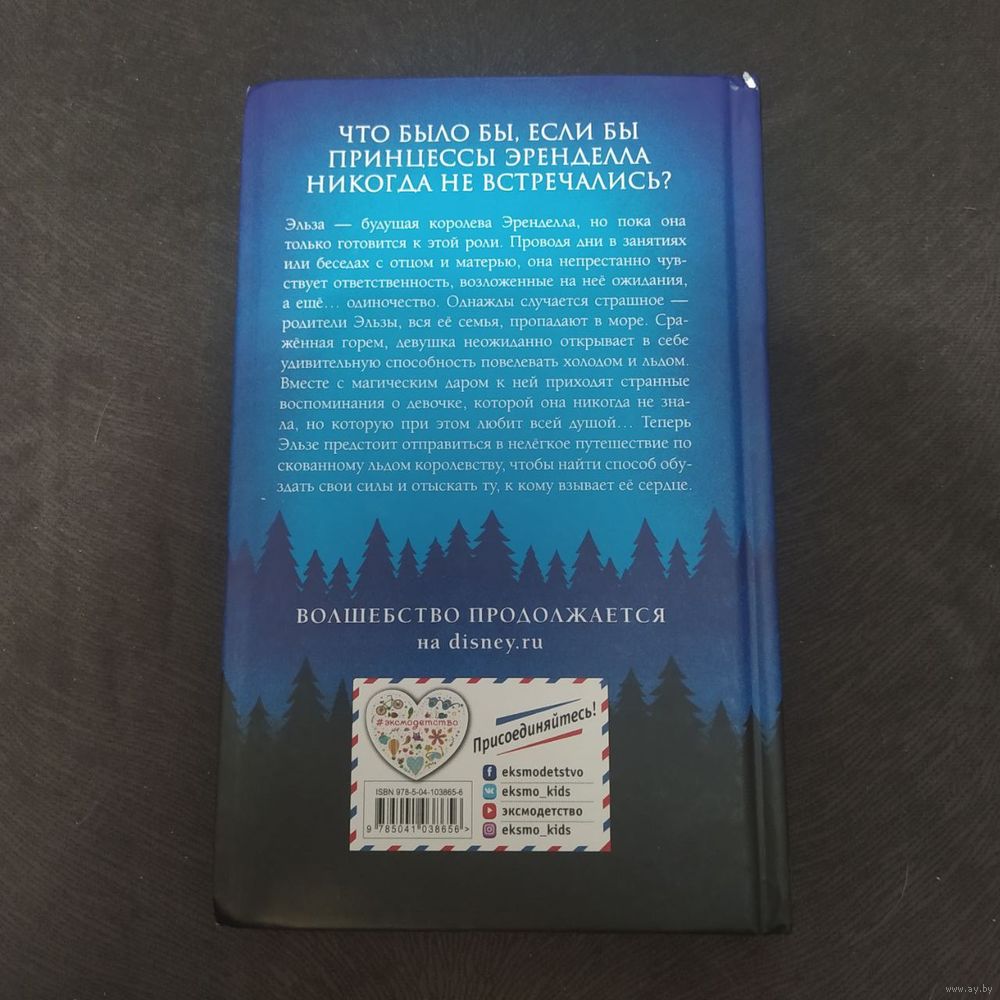 ЧТО БЫЛО БЫ, ЕСЛИ БЫ
ПРИНЦЕССЫ ЭРЕНДЕЛЛА
НИКОГДА НЕ ВСТРЕЧАЛИСЬ?
Эльза — будущая королева Эренделла, но пока она
только готовится к этой роли. Проводя дни в занятиях
или беседах с отцом и матерью, она непрестанно чув-
ствует ответственность, возложенные на неё ожидания,
а ещё... одиночество. Однажды случается страшное —
родители Эльзы, вся её семья, пропадают в море. Сра-
жённая горем, девушка неожиданно открывает в себе
удивительную способность повелевать холодом и льдом.
Вместе с магическим даром к ней приходят странные
воспоминания о девочке, которой она никогда не зна-
ла, но которую при этом любит всей душой... Теперь
Эльзе предстоит отправиться в нелёгкое путешествие по
скованному льдом королевству, чтобы найти способ обу-
здать свои силы и отыскать ту, к кому взывает её сердце.
ВОЛШЕБСТВО ПРОДОЛЖАЕТСЯ
на disney.ru
#эксмодетство
Присоединяйтесь!
eksmodetstvo
eksmo_kids
эксмодетство
eksmo_kids
ISBN 978-5-04-103865-6
9 785041 038656 >
www.ay.by